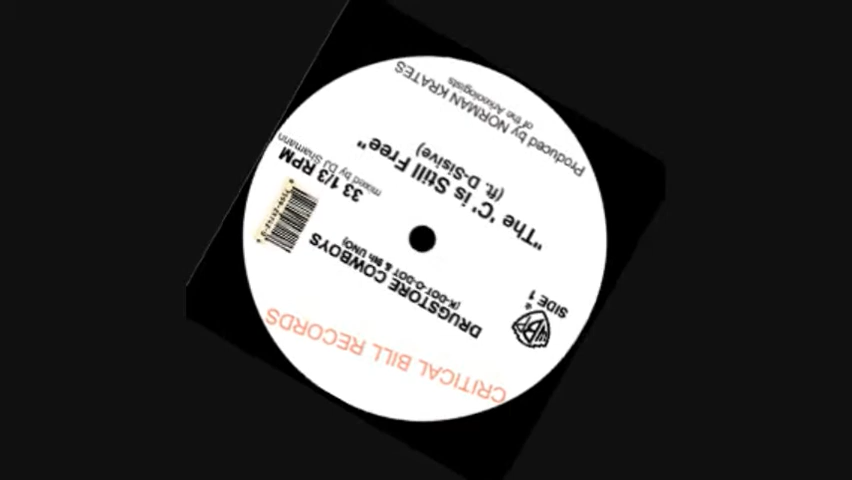 CRITICAL BILL RECORDS
SIDE 1
DRUGSTORE COWBOYS
(K-DOT-O-DOT & 9th UNO)
33 1/3 RPM
mixed by DJ Shamann
"The 'C' is Still Free"
(ft. D-Sisive)
Produced by NORMAN KRATES
of the Arkeologists